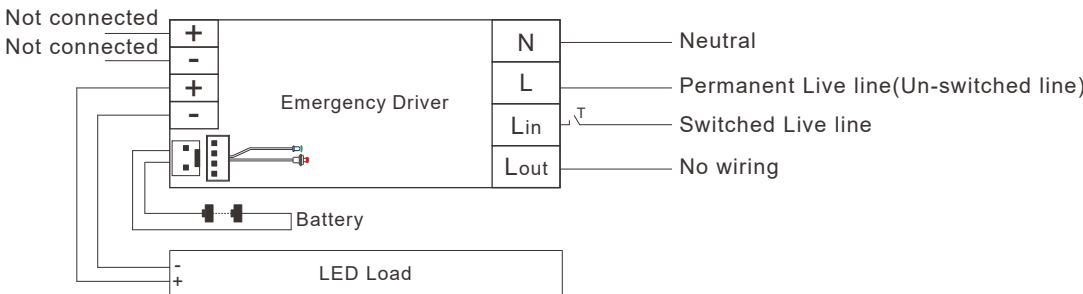 Not connected
Not connected
+
-
+
-
Emergency Driver
N
L
Lin
Lout
Neutral
Permanent Live line(Un-switched line)
T
Switched Live line
No wiring
Battery
-
+
LED Load